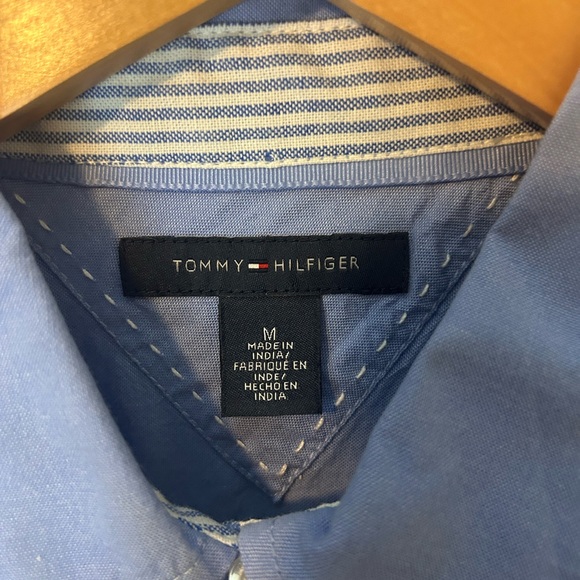 TOMMY HILFIGER
M
MADE IN
INDIA/
FABRIQUÉ EN
INDE/
HECHO EN
INDIA